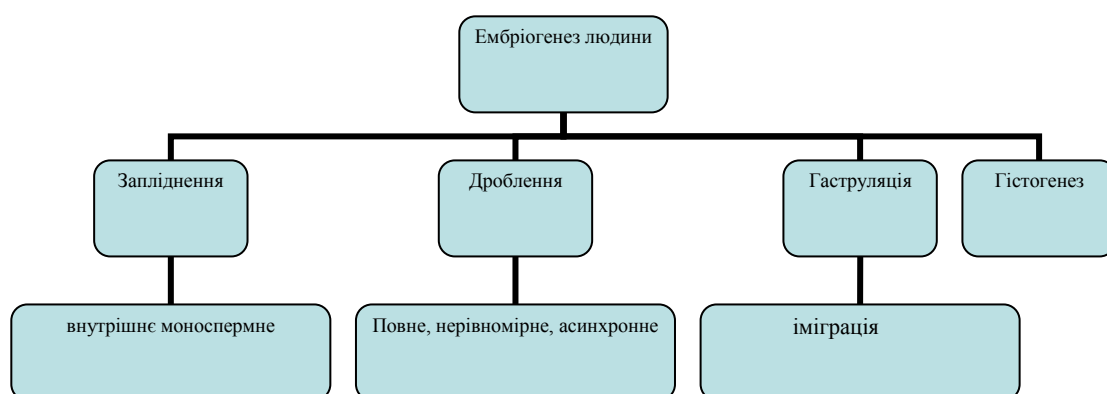 Ембріогенез людини
Запліднення
Дроблення
Гаструляція
Гістогенез
внутрішнє моноспермне
Повне, нерівномірне, асинхронне
іміграція